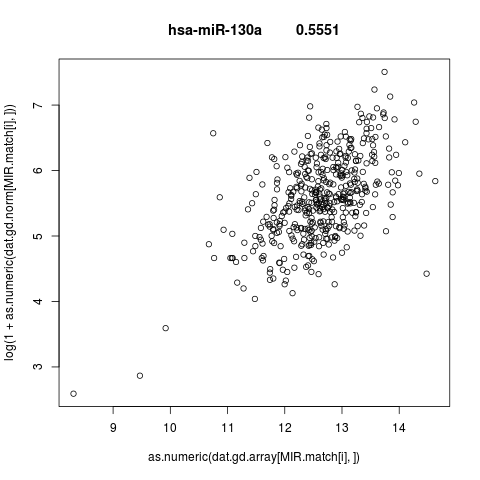 hsa-miR-130a 0.5551
log(1 + as.numeric(dat.gd.norm[MIR.match[i], ]))
7
6
5
4
3
9 10 11 12 13 14
as.numeric(dat.gd.array[MIR.match[i], ])